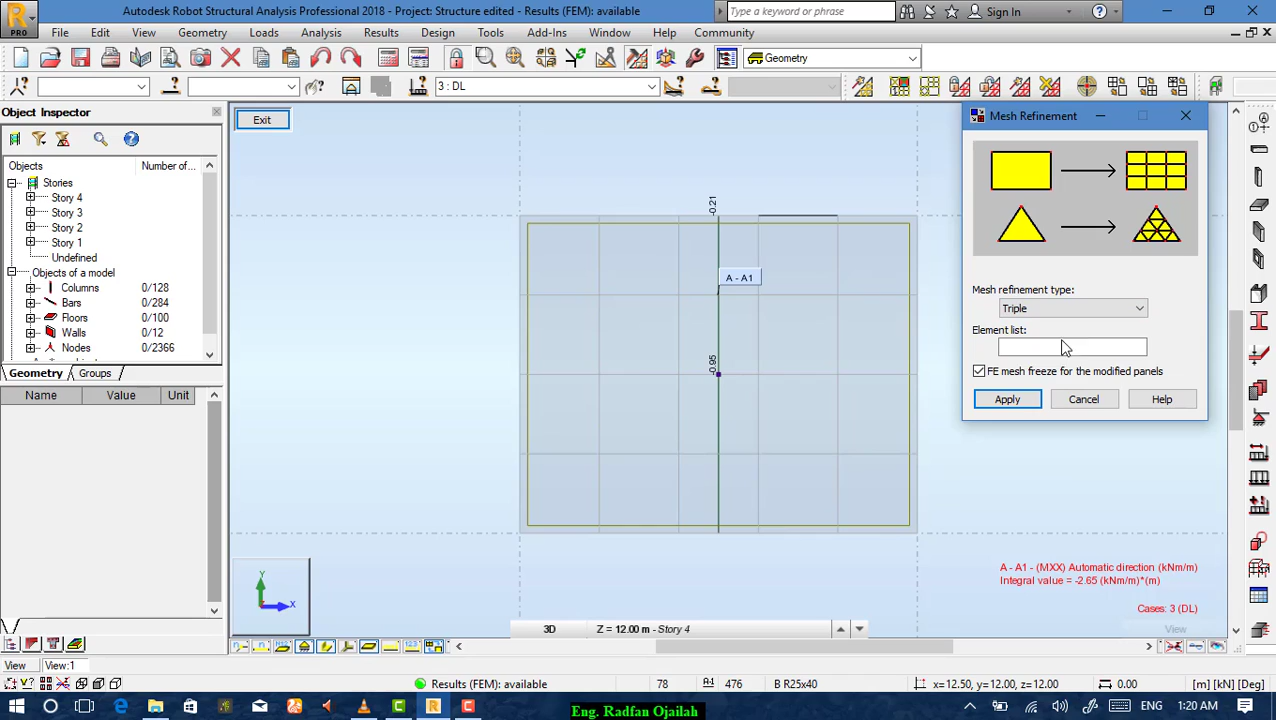 R PRO
Autodesk Robot Structural Analysis Professional 2018 - Project: Structure edited - Results (FEM): available
Type a keyword or phrase
Sign In
File Edit View Geometry Loads Analysis Results Design Tools Add-Ins Window Help Community
Geometry
3 : DL
Object Inspector
Exit
Mesh Refinement
Objects Number of...
Stories
Story 4
Story 3
Story 2
Story 1
Undefined
Objects of a model
Columns 0/128
Bars 0/284
Floors 0/100
Walls 0/12
Nodes 0/2366
Geometry Groups
Name Value Unit
-0.21
A - A1
-0.95
Mesh refinement type:
Triple
Element list:
FE mesh freeze for the modified panels
Apply Cancel Help
A - A1 - (MXX) Automatic direction (kNm/m)
Integral value = -2.65 (kNm/m)*(m)
Cases: 3 (DL)
Y
X
3D Z = 12.00 m - Story 4
View
View View:1
Results (FEM): available 78 476 B R25x40 x=12.50, y=12.00, z=12.00 0.00 [m] [kN] [Deg]
Eng. Radfan Ojailah
1:20 AM